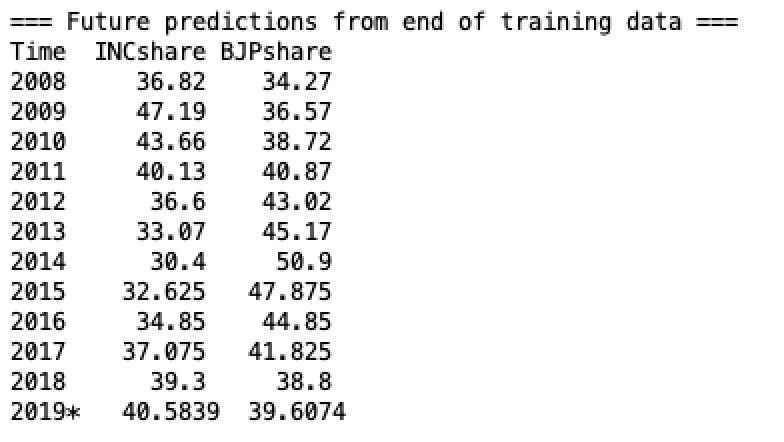 === Future predictions from end of training data ===
Time INCshare BJPshare
2008 36.82 34.27
2009 47.19 36.57
2010 43.66 38.72
2011 40.13 40.87
2012 36.6 43.02
2013 33.07 45.17
2014 30.4 50.9
2015 32.625 47.875
2016 34.85 44.85
2017 37.075 41.825
2018 39.3 38.8
2019* 40.5839 39.6074